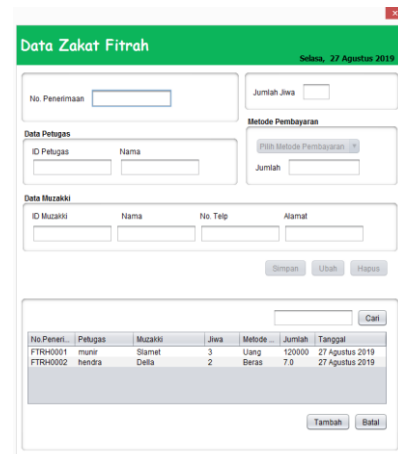 Data Zakat Fitrah
Selasa, 27 Agustus 2019
No. Penerimaan
Jumlah Jiwa
Metode Pembayaran
Pilih Metode Pembayaran
Jumlah
Data Petugas
ID Petugas Nama
Data Muzakki
ID Muzakki Nama No. Telp Alamat
Simpan Ubah Hapus
Cari
No.Peneri... Petugas Muzakki Jiwa Metode ... Jumlah Tanggal
FTRH0001 munir Slamet 3 Uang 120000 27 Agustus 2019
FTRH0002 hendra Della 2 Beras 7.0 27 Agustus 2019
Tambah Batal